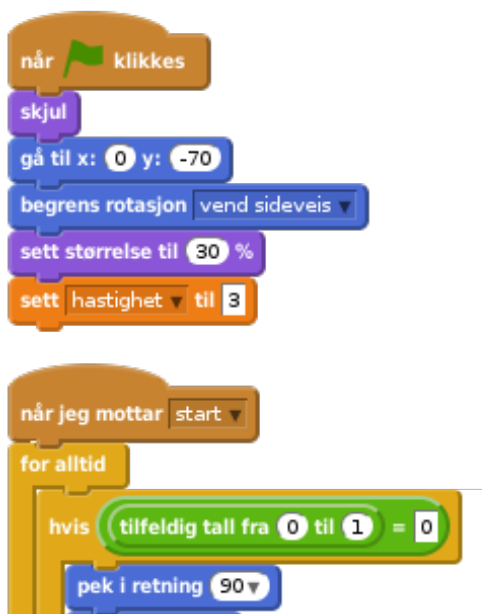 når klikkes
skjul
gå til x: 0 y: -70
begrens rotasjon vend sideveis
sett størrelse til 30 %
sett hastighet til 3
når jeg mottar start
for alltid
hvis tilfeldig tall fra 0 til 1 = 0
pek i retning 90